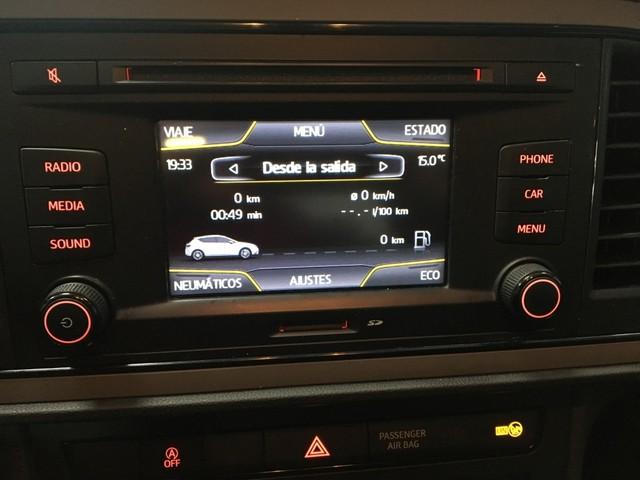 VIAJE MENÚ ESTADO
19:33 Desde la salida 15.0°C
RADIO PHONE
0 km ø 0 km/h
MEDIA CAR
00:49 min --.- l/100 km
SOUND MENU
0 km
NEUMÁTICOS AJUSTES ECO
SD
A OFF
PASSENGER
AIR BAG